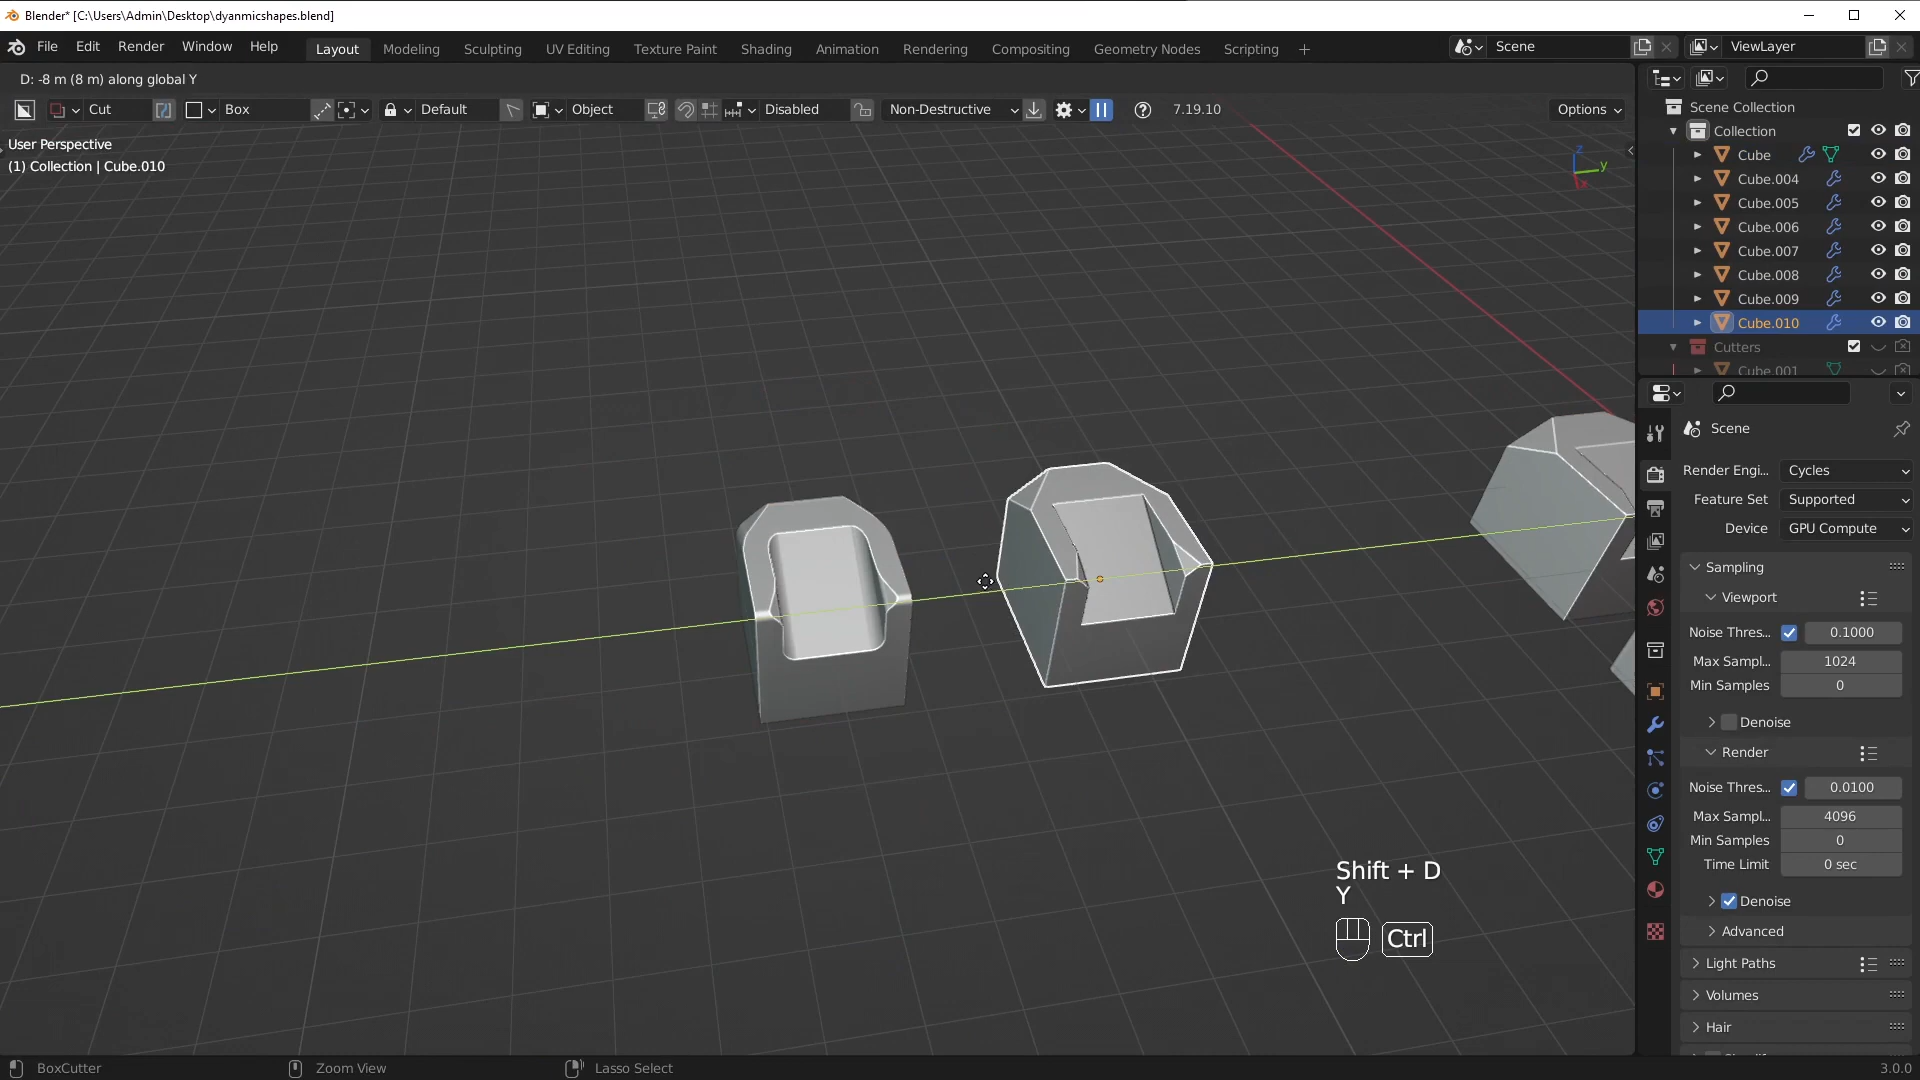 Blender* [C:\Users\Admin\Desktop\dyanmicshapes.blend]
File Edit Render Window Help Layout Modeling Sculpting UV Editing Texture Paint Shading Animation Rendering Compositing Geometry Nodes Scripting + Scene ViewLayer
D: -8 m (8 m) along global Y
Cut Box Default Object Disabled Non-Destructive 7.19.10 Options
User Perspective
(1) Collection | Cube.010
z
y
x
Scene Collection
Collection
Cube
Cube.004
Cube.005
Cube.006
Cube.007
Cube.008
Cube.009
Cube.010
Cutters
Cube.001
Scene
Render Engi... Cycles
Feature Set Supported
Device GPU Compute
Sampling
Viewport
Noise Thres... 0.1000
Max Sampl... 1024
Min Samples 0
Denoise
Render
Noise Thres... 0.0100
Max Sampl... 4096
Min Samples 0
Time Limit 0 sec
Denoise
Advanced
Light Paths
Volumes
Hair
Shift + D
Y
Ctrl
BoxCutter Zoom View Lasso Select 3.0.0